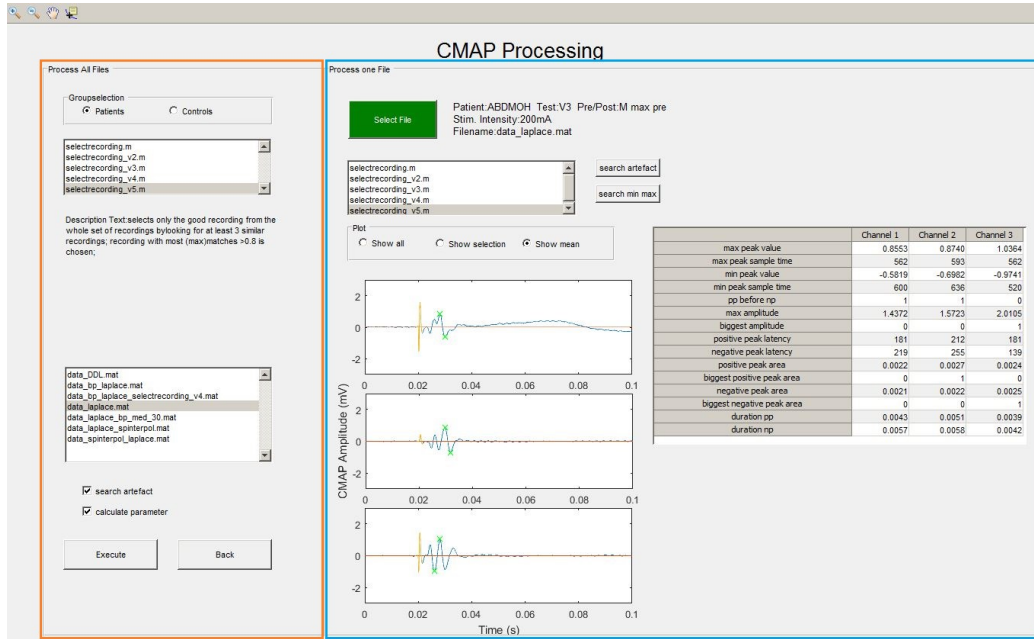 CMAP Processing
Process All Files
Groupselection
Patients
Controls
selectrecording.m
selectrecording_v2.m
selectrecording_v3.m
selectrecording_v4.m
selectrecording_v5.m
Description Text:selects only the good recording from the
whole set of recordings bylooking for at least 3 similar
recordings; recording with most (max)matches >0.8 is
chosen;
data_DDL.mat
data_bp_laplace.mat
data_bp_laplace_selectrecording_v4.mat
data_laplace.mat
data_laplace_bp_med_30.mat
data_laplace_spinterpol.mat
data_spinterpol_laplace.mat
search artefact
calculate parameter
Execute
Back
Process one File
Select File
Patient:ABDMOH Test:V3 Pre/Post:M max pre
Stim. Intensity:200mA
Filename:data_laplace.mat
selectrecording.m
selectrecording_v2.m
selectrecording_v3.m
selectrecording_v4.m
selectrecording_v5.m
search artefact
search min max
Plot
Show all
Show selection
Show mean
2
0
-2
0 0.02 0.04 0.06 0.08 0.1
2
0
-2
0 0.02 0.04 0.06 0.08 0.1
2
0
-2
0 0.02 0.04 0.06 0.08 0.1
CMAP Amplitude (mV)
Time (s)
Channel 1 Channel 2 Channel 3
max peak value 0.8553 0.8740 1.0364
max peak sample time 562 593 562
min peak value -0.5819 -0.6982 -0.9741
min peak sample time 600 636 520
pp before np 1 1 0
max amplitude 1.4372 1.5723 2.0105
biggest amplitude 0 0 1
positive peak latency 181 212 181
negative peak latency 219 255 139
positive peak area 0.0022 0.0027 0.0024
biggest positive peak area 0 1 0
negative peak area 0.0021 0.0022 0.0025
biggest negative peak area 0 0 1
duration pp 0.0043 0.0051 0.0039
duration np 0.0057 0.0058 0.0042